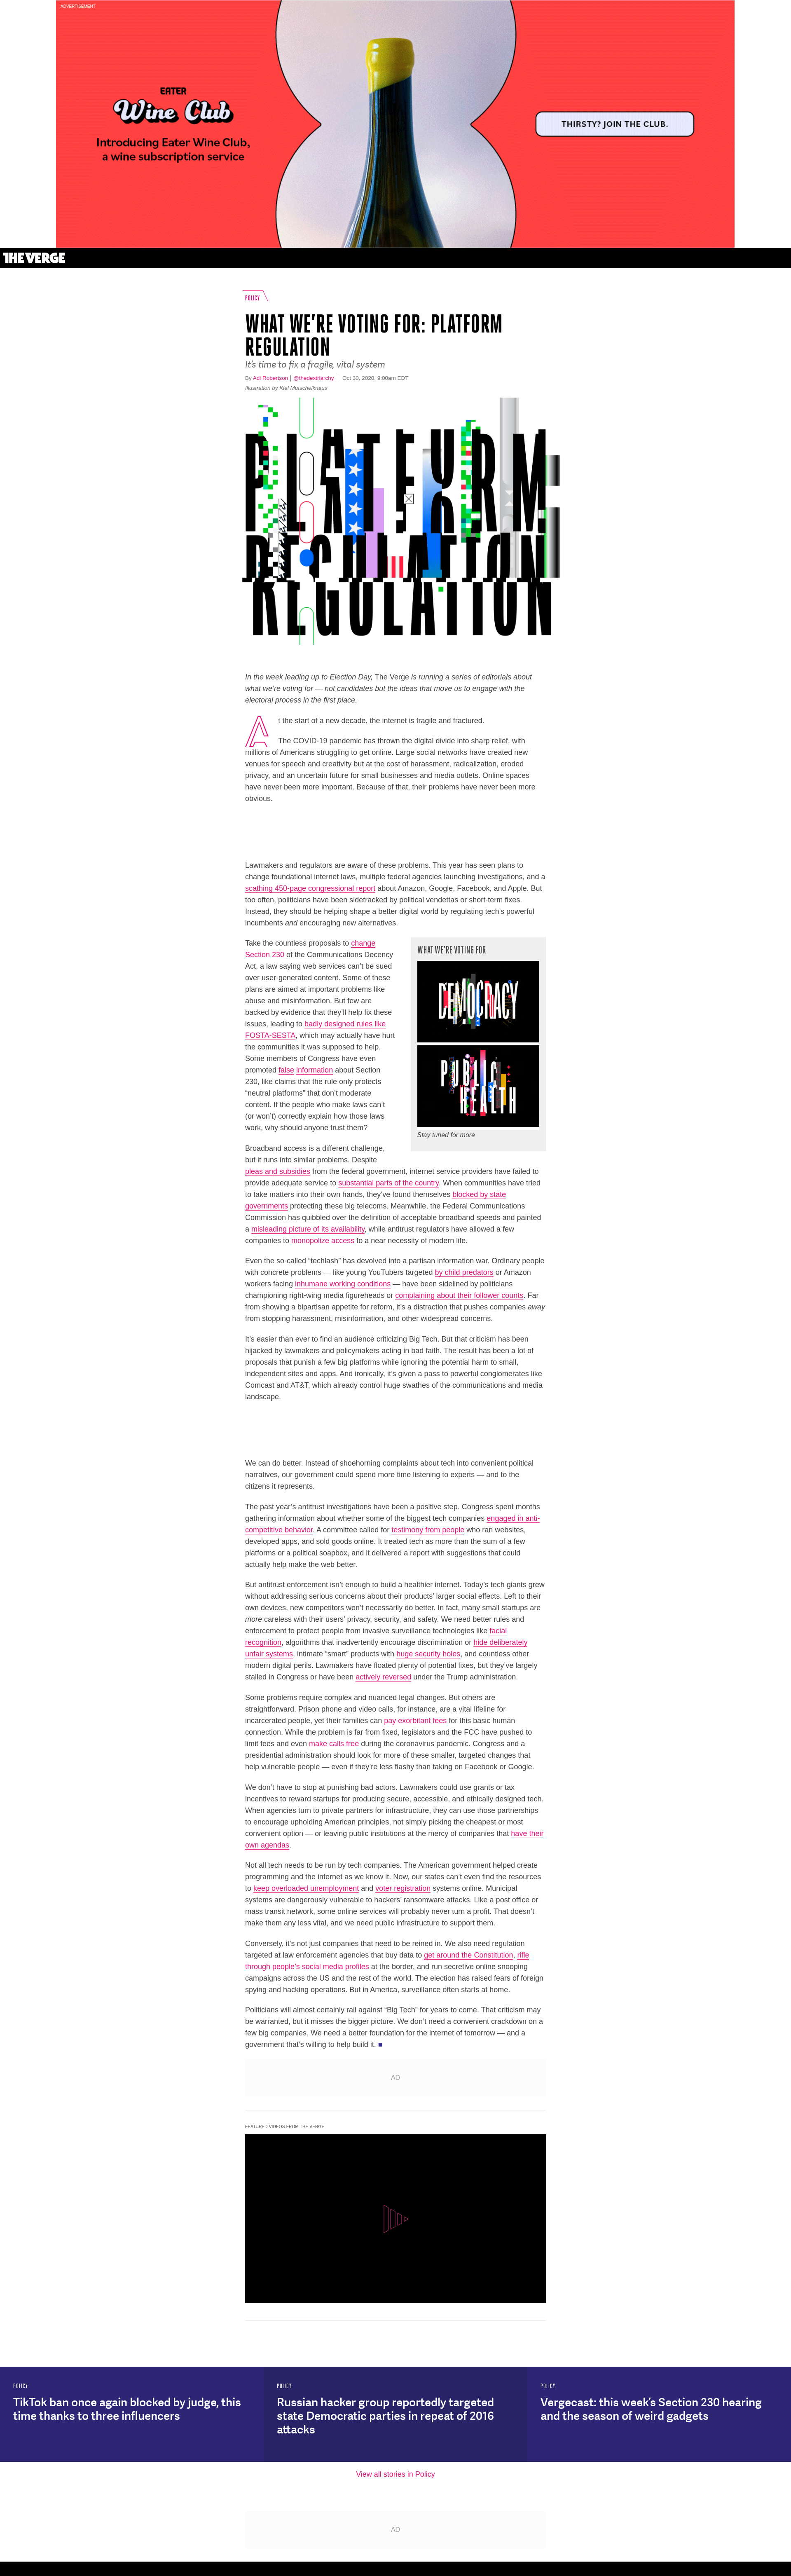 ADVERTISEMENT
EATER
Wine Club
Introducing Eater Wine Club,
a wine subscription service
THIRSTY? JOIN THE CLUB.
THE VERGE
POLICY
WHAT WE'RE VOTING FOR: PLATFORM
REGULATION
It's time to fix a fragile, vital system
By Adi Robertson | @thedextriarchy | Oct 30, 2020, 9:00am EDT
Illustration by Kiel Mutschelknaus
PLATFORM
REGULATION
In the week leading up to Election Day, The Verge is running a series of editorials about
what we're voting for — not candidates but the ideas that move us to engage with the
electoral process in the first place.
At the start of a new decade, the internet is fragile and fractured.
The COVID-19 pandemic has thrown the digital divide into sharp relief, with
millions of Americans struggling to get online. Large social networks have created new
venues for speech and creativity but at the cost of harassment, radicalization, eroded
privacy, and an uncertain future for small businesses and media outlets. Online spaces
have never been more important. Because of that, their problems have never been more
obvious.
Lawmakers and regulators are aware of these problems. This year has seen plans to
change foundational internet laws, multiple federal agencies launching investigations, and a
scathing 450-page congressional report about Amazon, Google, Facebook, and Apple. But
too often, politicians have been sidetracked by political vendettas or short-term fixes.
Instead, they should be helping shape a better digital world by regulating tech's powerful
incumbents and encouraging new alternatives.
Take the countless proposals to change
Section 230 of the Communications Decency
Act, a law saying web services can't be sued
over user-generated content. Some of these
plans are aimed at important problems like
abuse and misinformation. But few are
backed by evidence that they'll help fix these
issues, leading to badly designed rules like
FOSTA-SESTA, which may actually have hurt
the communities it was supposed to help.
Some members of Congress have even
promoted false information about Section
230, like claims that the rule only protects
“neutral platforms” that don't moderate
content. If the people who make laws can't
(or won't) correctly explain how those laws
work, why should anyone trust them?
WHAT WE'RE VOTING FOR
DEMOCRACY
PUBLIC
HEALTH
Stay tuned for more
Broadband access is a different challenge,
but it runs into similar problems. Despite
pleas and subsidies from the federal government, internet service providers have failed to
provide adequate service to substantial parts of the country. When communities have tried
to take matters into their own hands, they've found themselves blocked by state
governments protecting these big telecoms. Meanwhile, the Federal Communications
Commission has quibbled over the definition of acceptable broadband speeds and painted
a misleading picture of its availability, while antitrust regulators have allowed a few
companies to monopolize access to a near necessity of modern life.
Even the so-called “techlash” has devolved into a partisan information war. Ordinary people
with concrete problems — like young YouTubers targeted by child predators or Amazon
workers facing inhumane working conditions — have been sidelined by politicians
championing right-wing media figureheads or complaining about their follower counts. Far
from showing a bipartisan appetite for reform, it's a distraction that pushes companies away
from stopping harassment, misinformation, and other widespread concerns.
It's easier than ever to find an audience criticizing Big Tech. But that criticism has been
hijacked by lawmakers and policymakers acting in bad faith. The result has been a lot of
proposals that punish a few big platforms while ignoring the potential harm to small,
independent sites and apps. And ironically, it's given a pass to powerful conglomerates like
Comcast and AT&T, which already control huge swathes of the communications and media
landscape.
We can do better. Instead of shoehorning complaints about tech into convenient political
narratives, our government could spend more time listening to experts — and to the
citizens it represents.
The past year's antitrust investigations have been a positive step. Congress spent months
gathering information about whether some of the biggest tech companies engaged in anti-
competitive behavior. A committee called for testimony from people who ran websites,
developed apps, and sold goods online. It treated tech as more than the sum of a few
platforms or a political soapbox, and it delivered a report with suggestions that could
actually help make the web better.
But antitrust enforcement isn't enough to build a healthier internet. Today's tech giants grew
without addressing serious concerns about their products' larger social effects. Left to their
own devices, new competitors won't necessarily do better. In fact, many small startups are
more careless with their users' privacy, security, and safety. We need better rules and
enforcement to protect people from invasive surveillance technologies like facial
recognition, algorithms that inadvertently encourage discrimination or hide deliberately
unfair systems, intimate “smart” products with huge security holes, and countless other
modern digital perils. Lawmakers have floated plenty of potential fixes, but they've largely
stalled in Congress or have been actively reversed under the Trump administration.
Some problems require complex and nuanced legal changes. But others are
straightforward. Prison phone and video calls, for instance, are a vital lifeline for
incarcerated people, yet their families can pay exorbitant fees for this basic human
connection. While the problem is far from fixed, legislators and the FCC have pushed to
limit fees and even make calls free during the coronavirus pandemic. Congress and a
presidential administration should look for more of these smaller, targeted changes that
help vulnerable people — even if they're less flashy than taking on Facebook or Google.
We don't have to stop at punishing bad actors. Lawmakers could use grants or tax
incentives to reward startups for producing secure, accessible, and ethically designed tech.
When agencies turn to private partners for infrastructure, they can use those partnerships
to encourage upholding American principles, not simply picking the cheapest or most
convenient option — or leaving public institutions at the mercy of companies that have their
own agendas.
Not all tech needs to be run by tech companies. The American government helped create
programming and the internet as we know it. Now, our states can't even find the resources
to keep overloaded unemployment and voter registration systems online. Municipal
systems are dangerously vulnerable to hackers' ransomware attacks. Like a post office or
mass transit network, some online services will probably never turn a profit. That doesn't
make them any less vital, and we need public infrastructure to support them.
Conversely, it's not just companies that need to be reined in. We also need regulation
targeted at law enforcement agencies that buy data to get around the Constitution, rifle
through people's social media profiles at the border, and run secretive online snooping
campaigns across the US and the rest of the world. The election has raised fears of foreign
spying and hacking operations. But in America, surveillance often starts at home.
Politicians will almost certainly rail against “Big Tech” for years to come. That criticism may
be warranted, but it misses the bigger picture. We don't need a convenient crackdown on a
few big companies. We need a better foundation for the internet of tomorrow — and a
government that's willing to help build it.
AD
FEATURED VIDEOS FROM THE VERGE
POLICY
TikTok ban once again blocked by judge, this
time thanks to three influencers
POLICY
Russian hacker group reportedly targeted
state Democratic parties in repeat of 2016
attacks
POLICY
Vergecast: this week's Section 230 hearing
and the season of weird gadgets
View all stories in Policy
AD